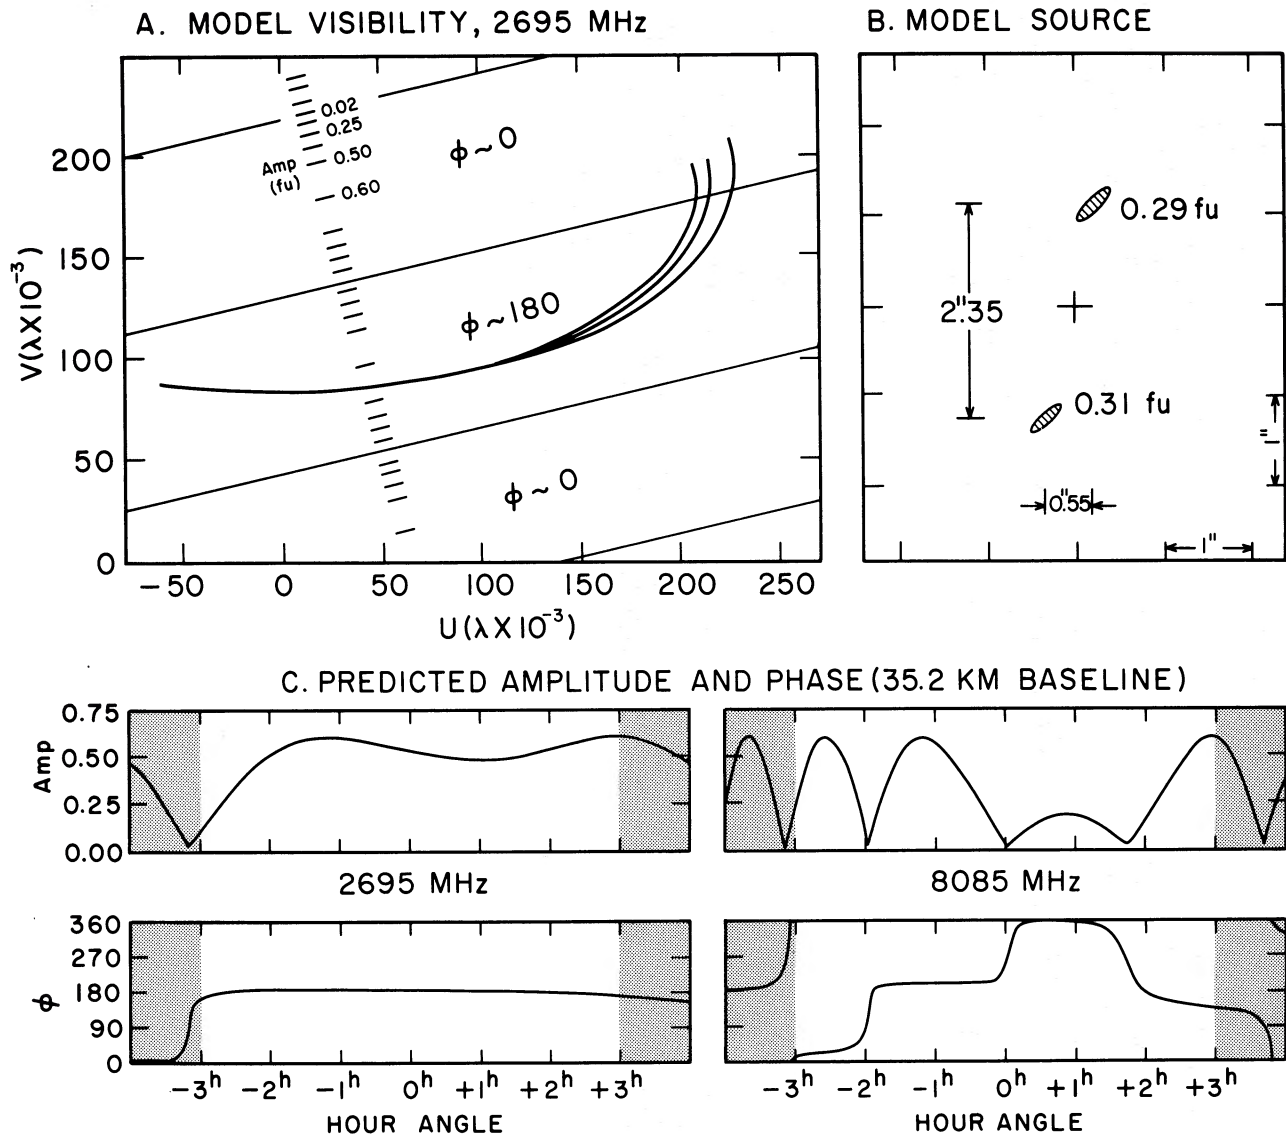 A. MODEL VISIBILITY, 2695 MHz
200
150
100
50
0
V(λX10⁻³)
Amp
(fu)
0.02
0.25
0.50
0.60
ϕ~0
ϕ~180
ϕ~0
-50 0 50 100 150 200 250
U(λX10⁻³)
B. MODEL SOURCE
0.29 fu
2".35
0.31 fu
1"
0".55
1"
C. PREDICTED AMPLITUDE AND PHASE (35.2 KM BASELINE)
Amp
0.75
0.50
0.25
0.00
2695 MHz
8085 MHz
ϕ
360
270
180
90
0
-3ʰ -2ʰ -1ʰ 0ʰ +1ʰ +2ʰ +3ʰ
HOUR ANGLE
-3ʰ -2ʰ -1ʰ 0ʰ +1ʰ +2ʰ +3ʰ
HOUR ANGLE